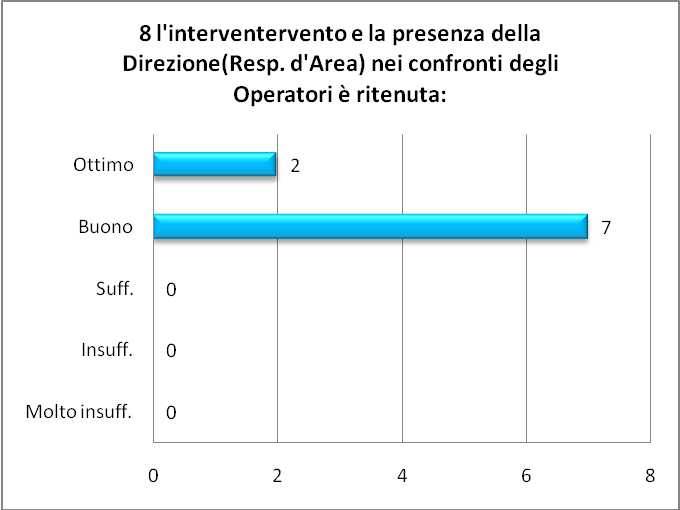 8 l'interventervento e la presenza della
Direzione(Resp. d'Area) nei confronti degli
Operatori è ritenuta:
Ottimo 2
Buono 7
Suff. 0
Insuff. 0
Molto insuff. 0
0 2 4 6 8